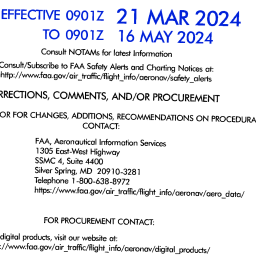 EFFECTIVE 0901Z 21 MAR 2024
TO 0901Z 16 MAY 2024
Consult NOTAMs for latest information
Consult/Subscribe to FAA Safety Alerts and Charting Notices at:
http://www.faa.gov/air_traffic/flight_info/aeronav/safety_alerts
RRECTIONS, COMMENTS, AND/OR PROCUREMENT
OR FOR CHANGES, ADDITIONS, RECOMMENDATIONS ON PROCEDURA
CONTACT:
FAA, Aeronautical Information Services
1305 East-West Highway
SSMC 4, Suite 4400
Silver Spring, MD 20910-3281
Telephone 1-800-638-8972
https://www.faa.gov/air_traffic/flight_info/aeronav/aero_data/
FOR PROCUREMENT CONTACT:
digital products, visit our website at:
://www.faa.gov/air_traffic/flight_info/aeronav/digital_products/